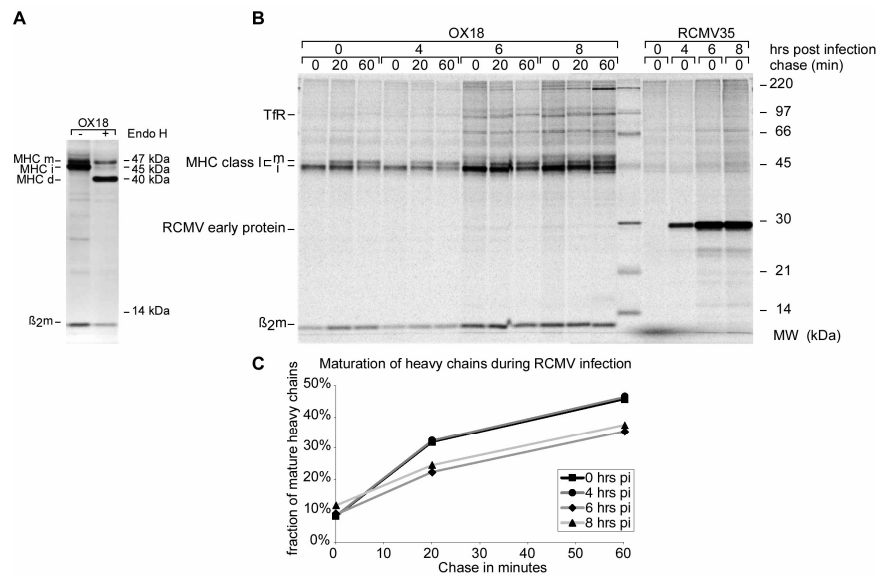 A
OX18
- + Endo H
MHC m
MHC i
MHC d
47 kDa
45 kDa
40 kDa
14 kDa
ß2m
B
OX18 RCMV35
0 4 6 8 0 4 6 8 hrs post infection
0 20 60 0 20 60 0 20 60 0 20 60 0 0 0 0 chase (min)
TfR
MHC class I m
i
RCMV early protein
ß2m
220
97
66
45
30
21
14
MW (kDa)
C
Maturation of heavy chains during RCMV infection
fraction of mature heavy chains
50%
40%
30%
20%
10%
0%
0 10 20 30 40 50 60
Chase in minutes
0 hrs pi
4 hrs pi
6 hrs pi
8 hrs pi